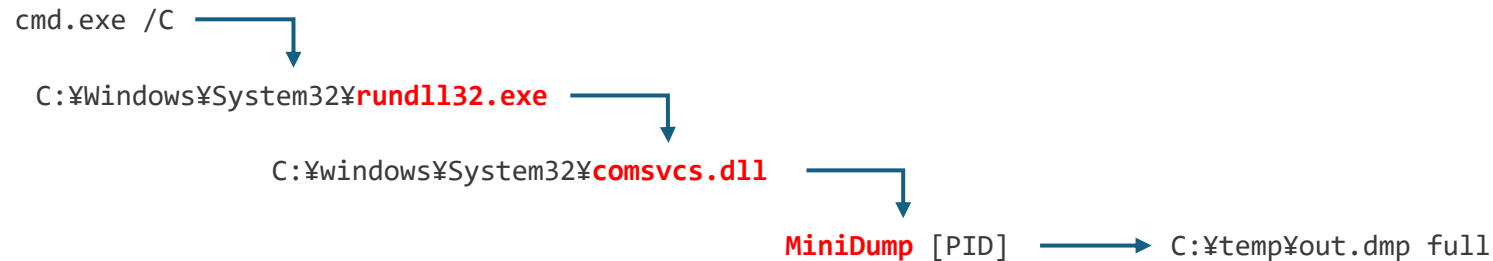 cmd.exe /C
C:¥Windows¥System32¥rundll32.exe
C:¥windows¥System32¥comsvcs.dll
MiniDump [PID]
C:¥temp¥out.dmp full